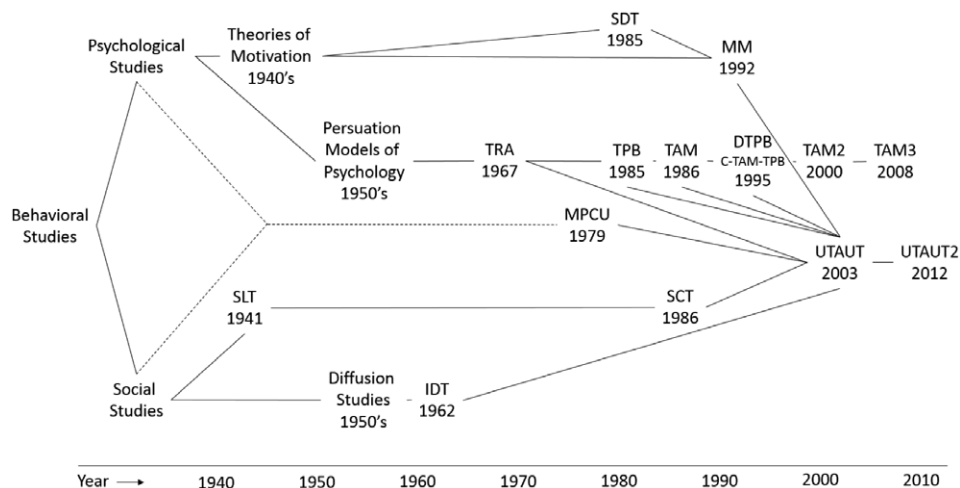 Psychological
Studies
Theories of
Motivation
1940's
SDT
1985
MM
1992
Persuation
Models of
Psychology
1950's
TRA
1967
TPB
1985
TAM
1986
DTPB
C-TAM-TPB
1995
TAM2
2000
TAM3
2008
Behavioral
Studies
MPCU
1979
UTAUT
2003
UTAUT2
2012
SLT
1941
SCT
1986
Social
Studies
Diffusion
Studies
1950's
IDT
1962
Year 1940 1950 1960 1970 1980 1990 2000 2010